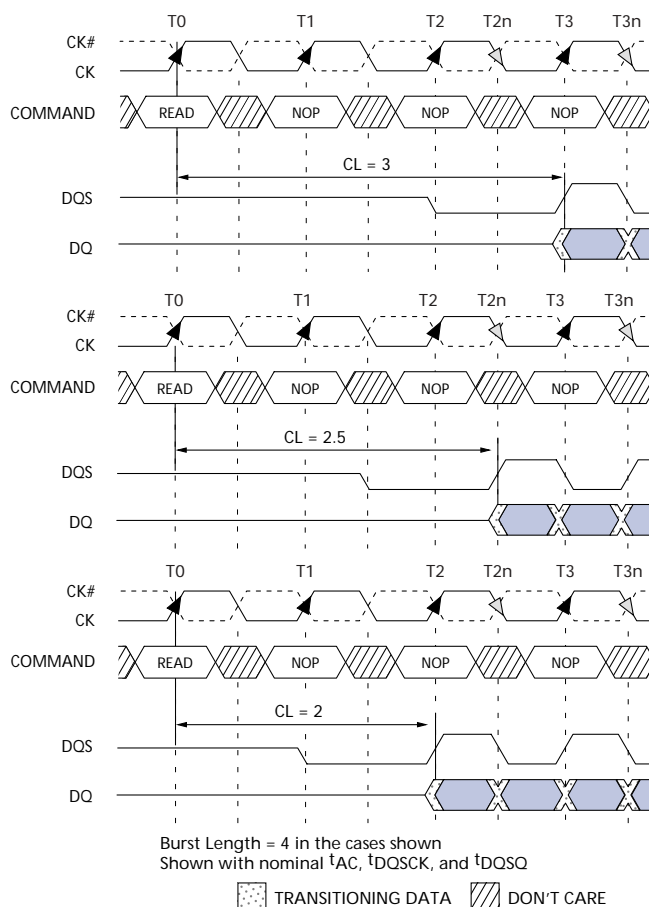 T0 T1 T2 T2n T3 T3n
CK#
CK
COMMAND READ NOP NOP NOP
CL = 3
DQS
DQ
T0 T1 T2 T2n T3 T3n
CK#
CK
COMMAND READ NOP NOP NOP
CL = 2.5
DQS
DQ
T0 T1 T2 T2n T3 T3n
CK#
CK
COMMAND READ NOP NOP NOP
CL = 2
DQS
DQ
Burst Length = 4 in the cases shown
Shown with nominal tAC, tDQSCK, and tDQSQ
TRANSITIONING DATA DON'T CARE